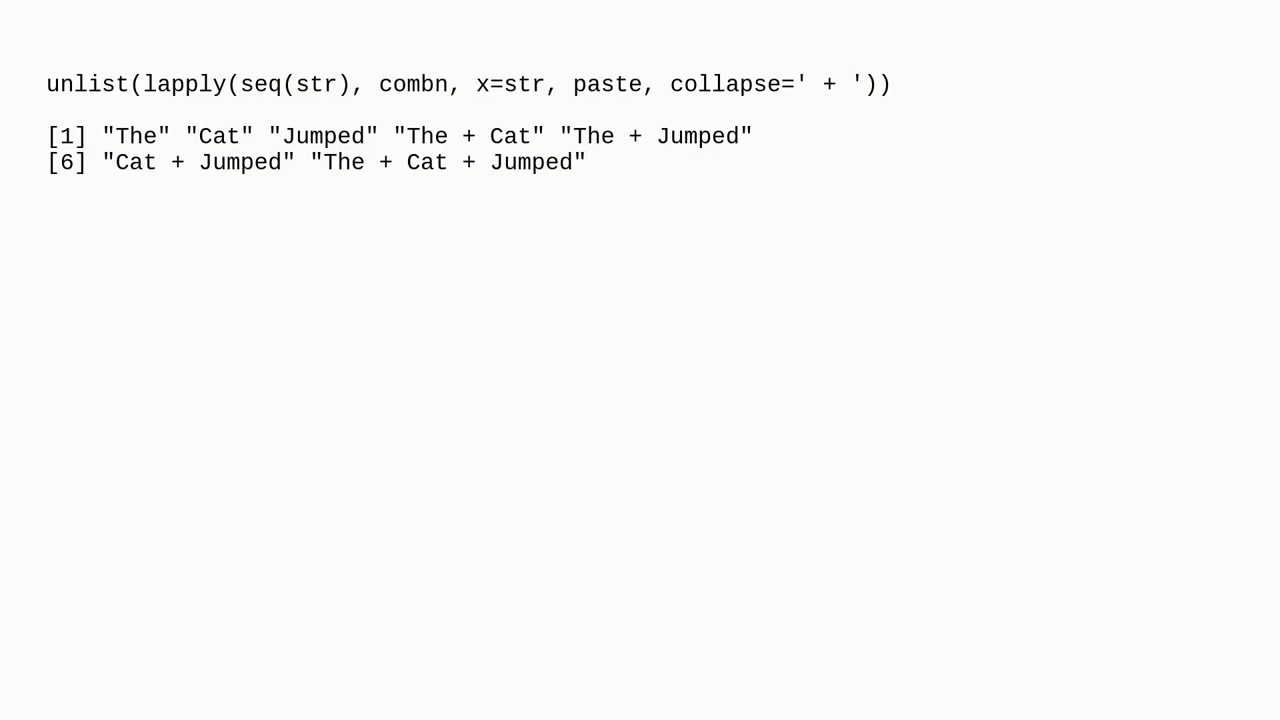 unlist(lapply(seq(str), combn, x=str, paste, collapse=' + '))
[1] "The" "Cat" "Jumped" "The + Cat" "The + Jumped"
[6] "Cat + Jumped" "The + Cat + Jumped"